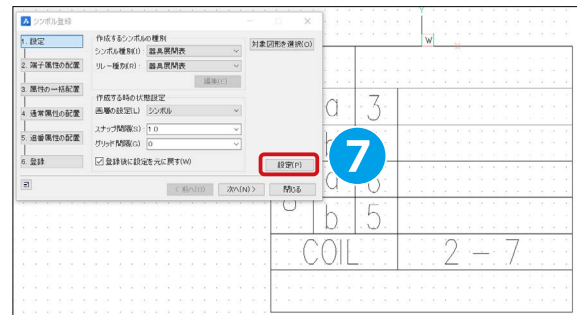 シンボル登録
1. 設定
2. 端子属性の配置
3. 属性の一括配置
4. 通常属性の配置
5. 追番属性の配置
6. 登録
作成するシンボルの種別
シンボル種別(I): 器具展開表
リレー種別(R): 器具展開表
編集(E)
作成する時の状態設定
画層の設定(L) シンボル
スナップ間隔(S): 1.0
グリッド間隔(G): 0
登録後に設定を元に戻す(W)
対象図形を選択(O)
設定(P)
次へ(N) >
閉じる
7
Y
W
a 3
b 5
COIL 2-7